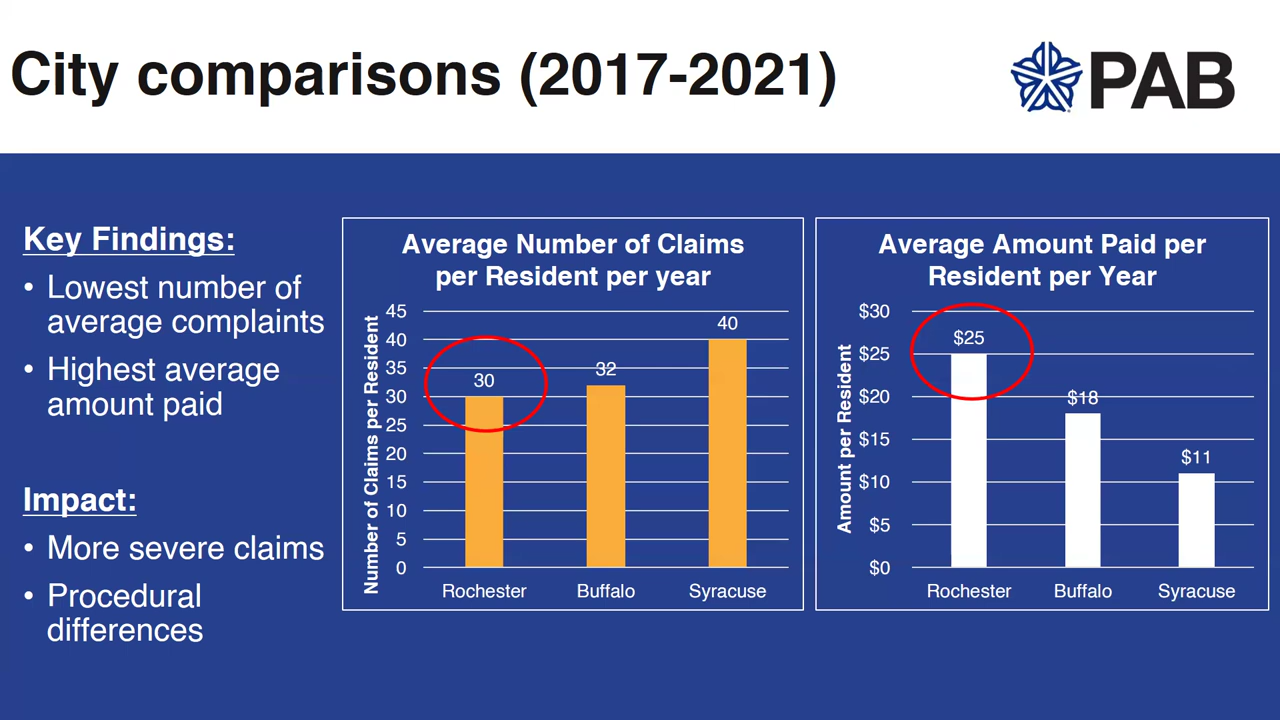 City comparisons (2017-2021)
PAB
Key Findings:
• Lowest number of
average complaints
• Highest average
amount paid
Impact:
• More severe claims
• Procedural
differences
Average Number of Claims
per Resident per year
Number of Claims per Resident
45
40
35
30
25
20
15
10
5
0
30
32
40
Rochester
Buffalo
Syracuse
Average Amount Paid per
Resident per Year
Amount per Resident
$30
$25
$20
$15
$10
$5
$0
$25
$18
$11
Rochester
Buffalo
Syracuse